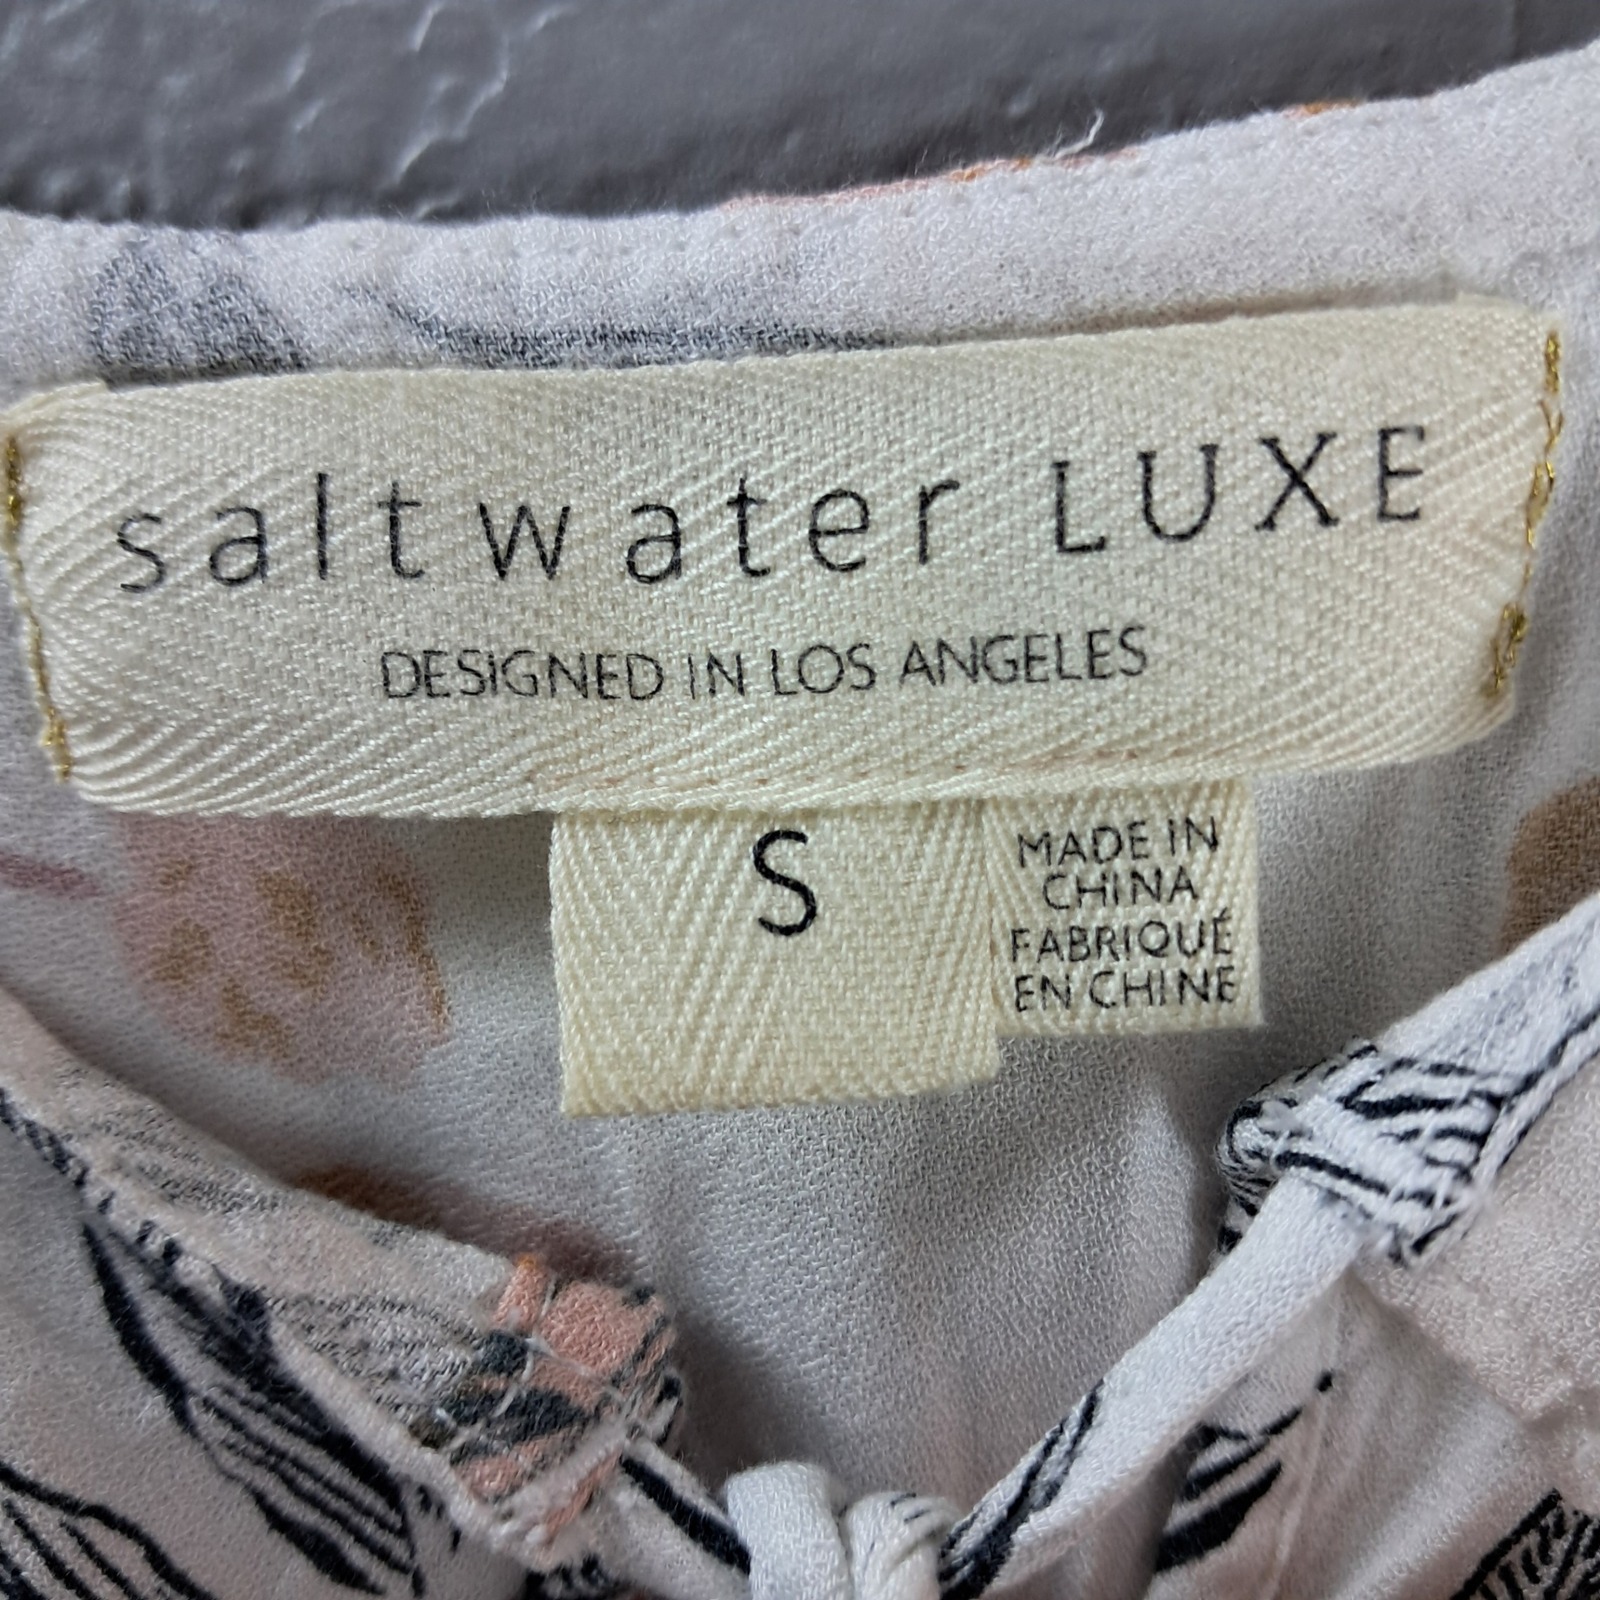 saltwater LUXE
DESIGNED IN LOS ANGELES
S
MADE IN
CHINA
FABRIQUÉ
EN CHINE